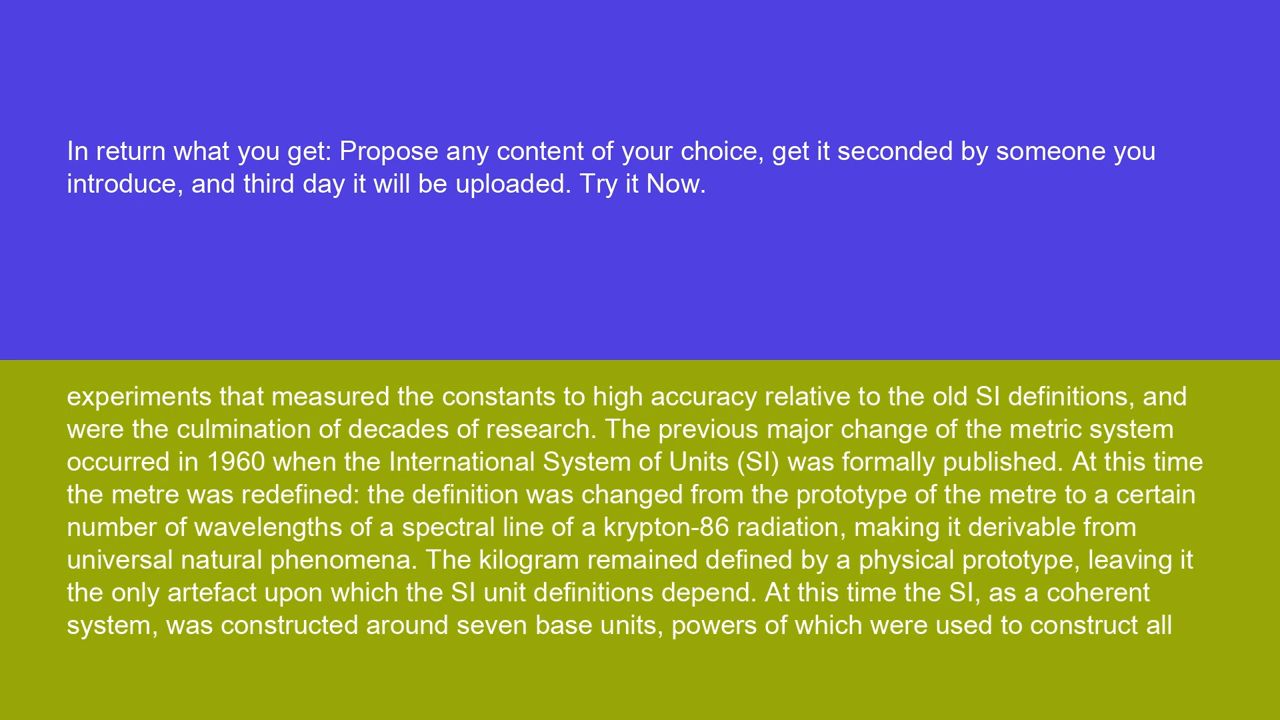 In return what you get: Propose any content of your choice, get it seconded by someone you
introduce, and third day it will be uploaded. Try it Now.
experiments that measured the constants to high accuracy relative to the old SI definitions, and
were the culmination of decades of research. The previous major change of the metric system
occurred in 1960 when the International System of Units (SI) was formally published. At this time
the metre was redefined: the definition was changed from the prototype of the metre to a certain
number of wavelengths of a spectral line of a krypton-86 radiation, making it derivable from
universal natural phenomena. The kilogram remained defined by a physical prototype, leaving it
the only artefact upon which the SI unit definitions depend. At this time the SI, as a coherent
system, was constructed around seven base units, powers of which were used to construct all